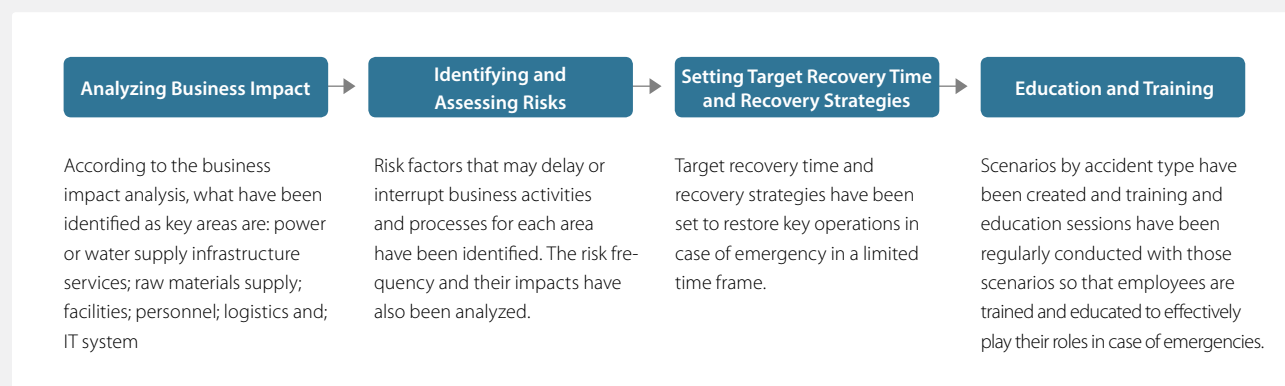 Analyzing Business Impact
Identifying and
Assessing Risks
Setting Target Recovery Time
and Recovery Strategies
Education and Training
According to the business
impact analysis, what have been
identified as key areas are: power
or water supply infrastructure
services; raw materials supply;
facilities; personnel; logistics and;
IT system
Risk factors that may delay or
interrupt business activities
and processes for each area
have been identified. The risk fre-
quency and their impacts have
also been analyzed.
Target recovery time and
recovery strategies have been
set to restore key operations in
case of emergency in a limited
time frame.
Scenarios by accident type have
been created and training and
education sessions have been
regularly conducted with those
scenarios so that employees are
trained and educated to effectively
play their roles in case of emergencies.